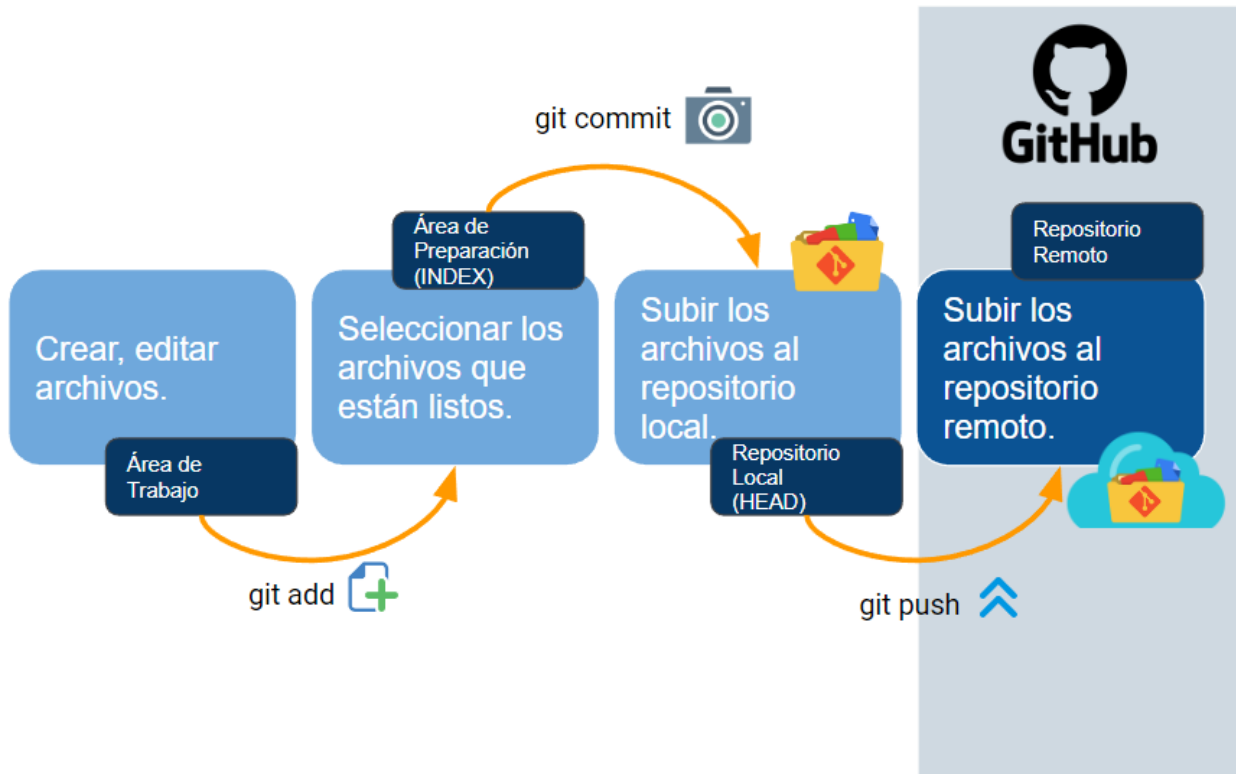 git commit
GitHub
Área de
Preparación
(INDEX)
Repositorio
Remoto
Crear, editar
archivos.
Seleccionar los
archivos que
están listos.
Subir los
archivos al
repositorio
local.
Subir los
archivos al
repositorio
remoto.
Área de
Trabajo
Repositorio
Local
(HEAD)
git add
git push